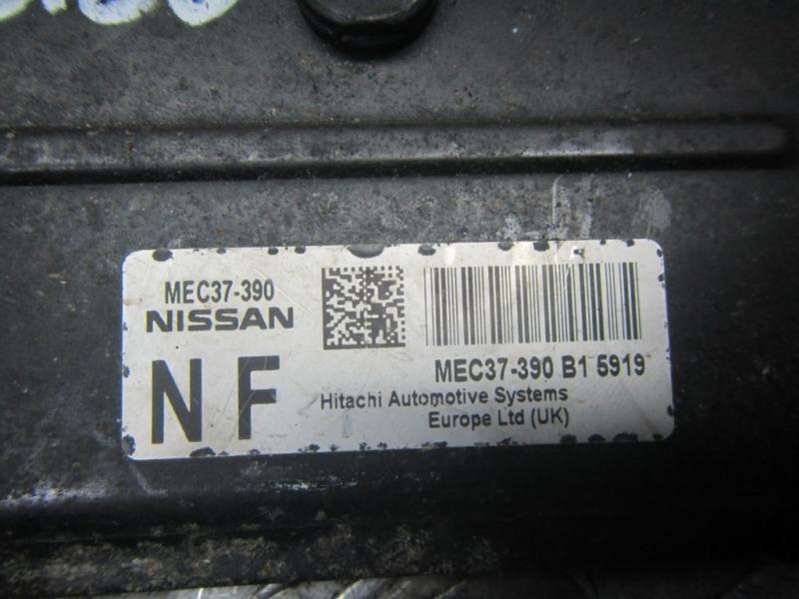 MEC37-390
NISSAN
NF
MEC37-390 B1 5919
Hitachi Automotive Systems
Europe Ltd (UK)